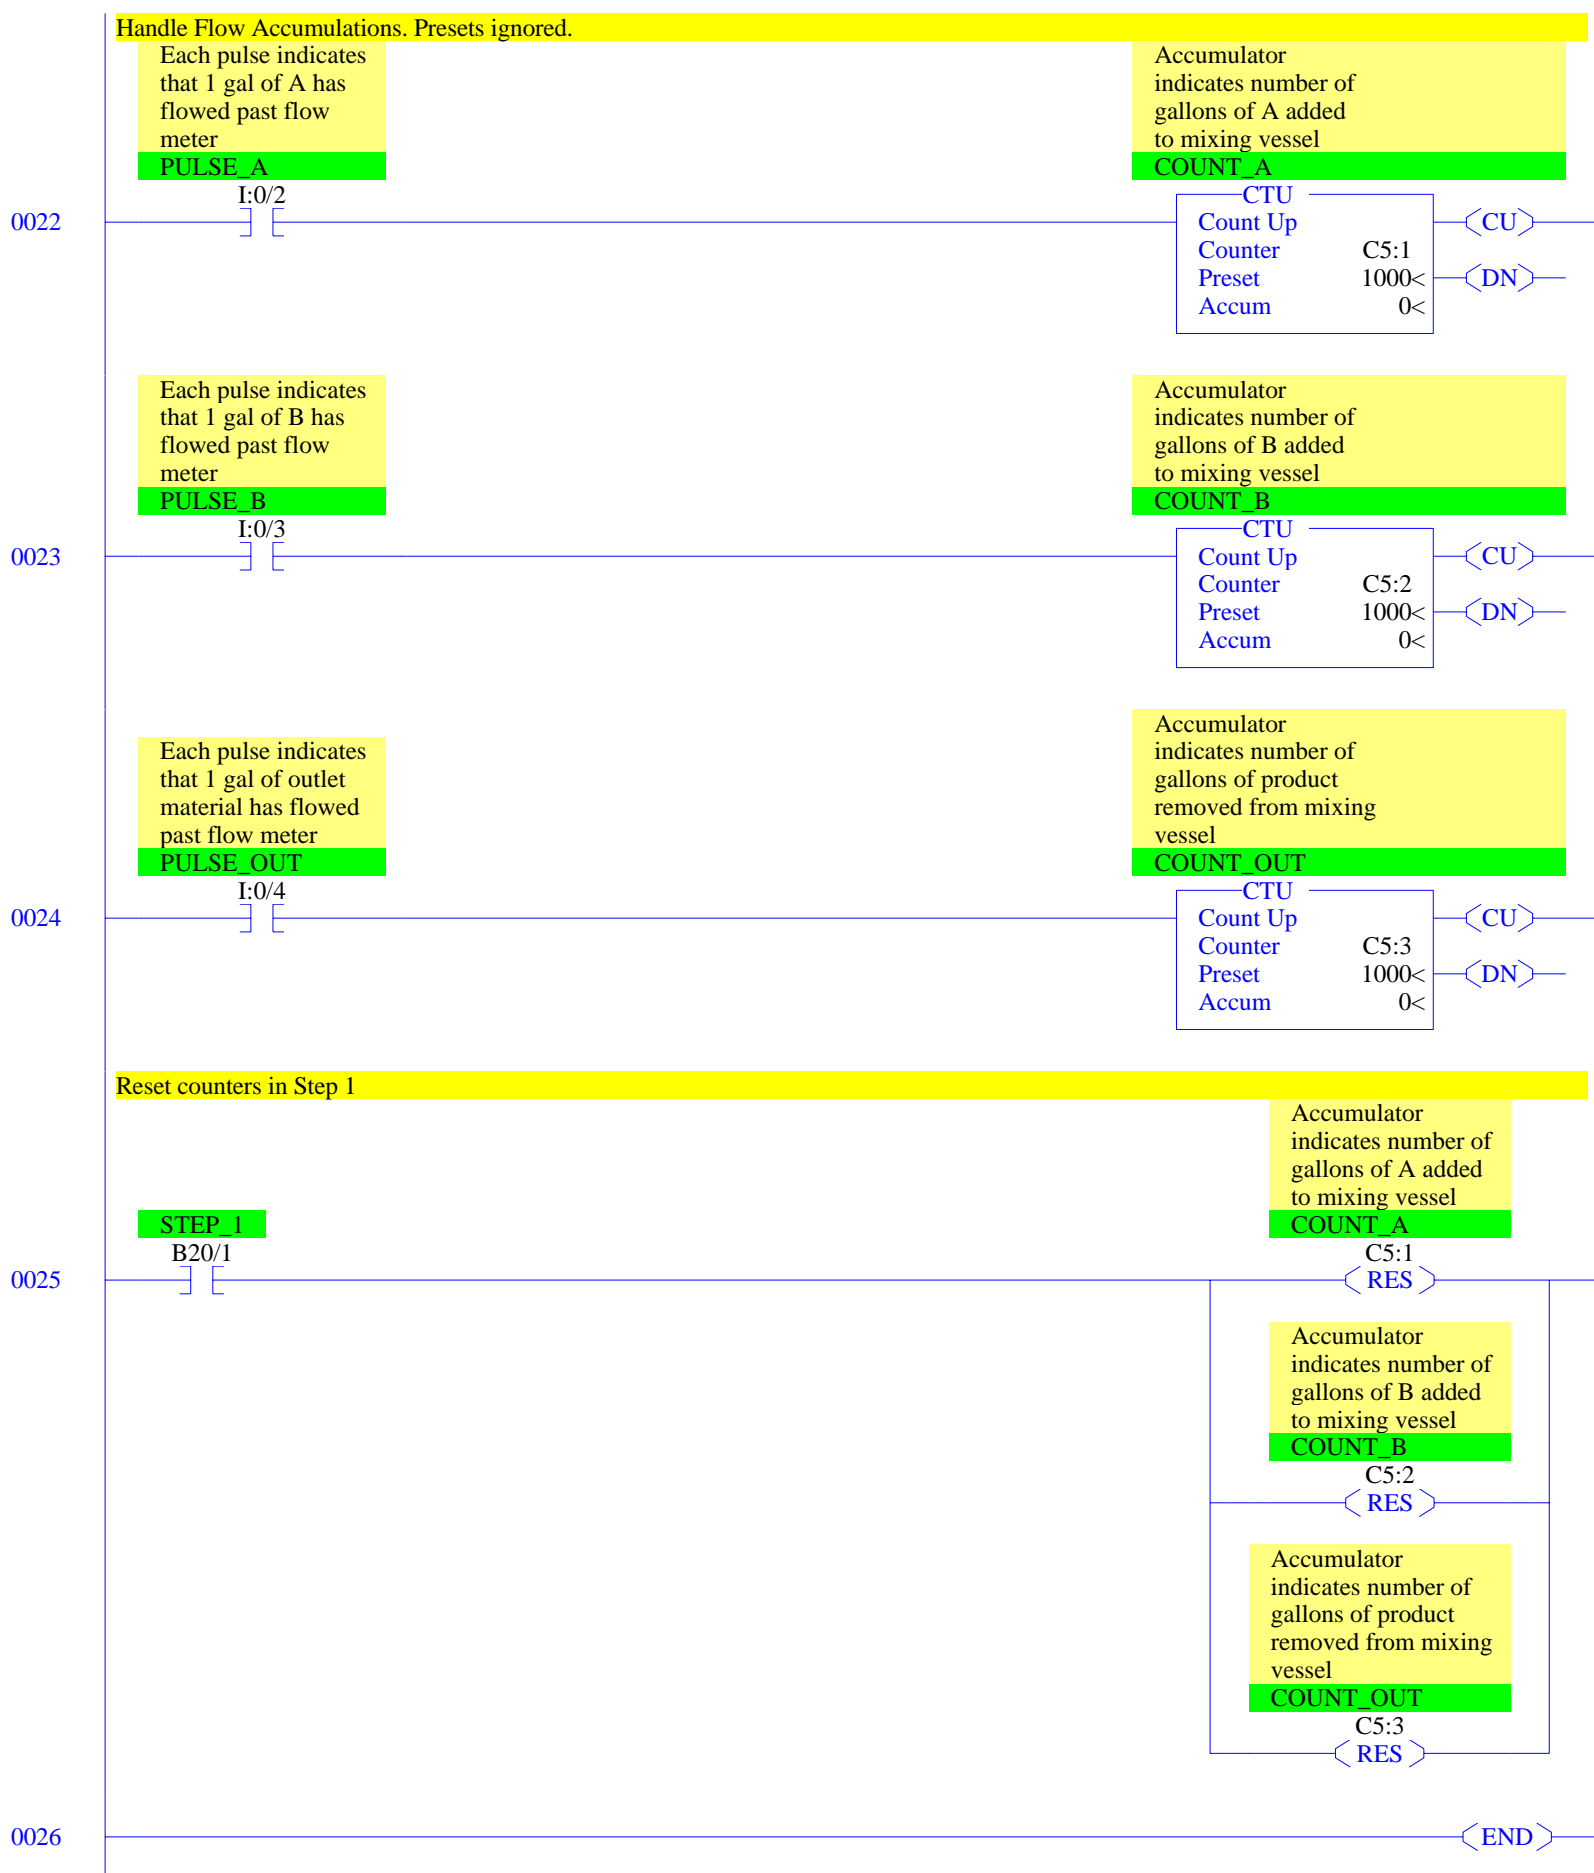 Handle Flow Accumulations. Presets ignored.
Each pulse indicates
that 1 gal of A has
flowed past flow
meter
PULSE_A
I:0/2
Accumulator
indicates number of
gallons of A added
to mixing vessel
COUNT_A
0022
CTU
Count Up
Counter C5:1
Preset 1000<
Accum 0<
CU
DN
Each pulse indicates
that 1 gal of B has
flowed past flow
meter
PULSE_B
I:0/3
Accumulator
indicates number of
gallons of B added
to mixing vessel
COUNT_B
0023
CTU
Count Up
Counter C5:2
Preset 1000<
Accum 0<
CU
DN
Each pulse indicates
that 1 gal of outlet
material has flowed
past flow meter
PULSE_OUT
I:0/4
Accumulator
indicates number of
gallons of product
removed from mixing
vessel
COUNT_OUT
0024
CTU
Count Up
Counter C5:3
Preset 1000<
Accum 0<
CU
DN
Reset counters in Step 1
STEP_1
B20/1
0025
Accumulator
indicates number of
gallons of A added
to mixing vessel
COUNT_A
C5:1
RES
Accumulator
indicates number of
gallons of B added
to mixing vessel
COUNT_B
C5:2
RES
Accumulator
indicates number of
gallons of product
removed from mixing
vessel
COUNT_OUT
C5:3
RES
0026
END